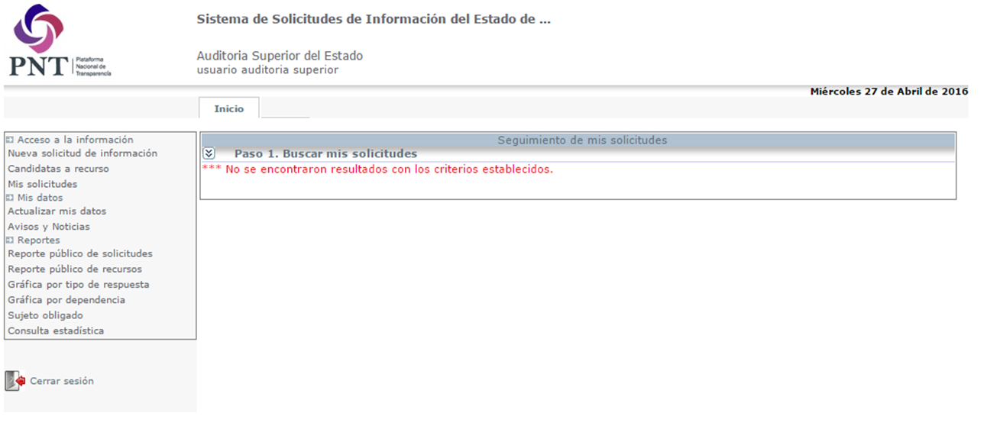 Sistema de Solicitudes de Información del Estado de ...
PNT
Plataforma
Nacional de
Transparencia
Auditoria Superior del Estado
usuario auditoria superior
Miércoles 27 de Abril de 2016
Inicio
Acceso a la información
Nueva solicitud de información
Candidatas a recurso
Mis solicitudes
Mis datos
Actualizar mis datos
Avisos y Noticias
Reportes
Reporte público de solicitudes
Reporte público de recursos
Gráfica por tipo de respuesta
Gráfica por dependencia
Sujeto obligado
Consulta estadística
Cerrar sesión
Seguimiento de mis solicitudes
Paso 1. Buscar mis solicitudes
*** No se encontraron resultados con los criterios establecidos.